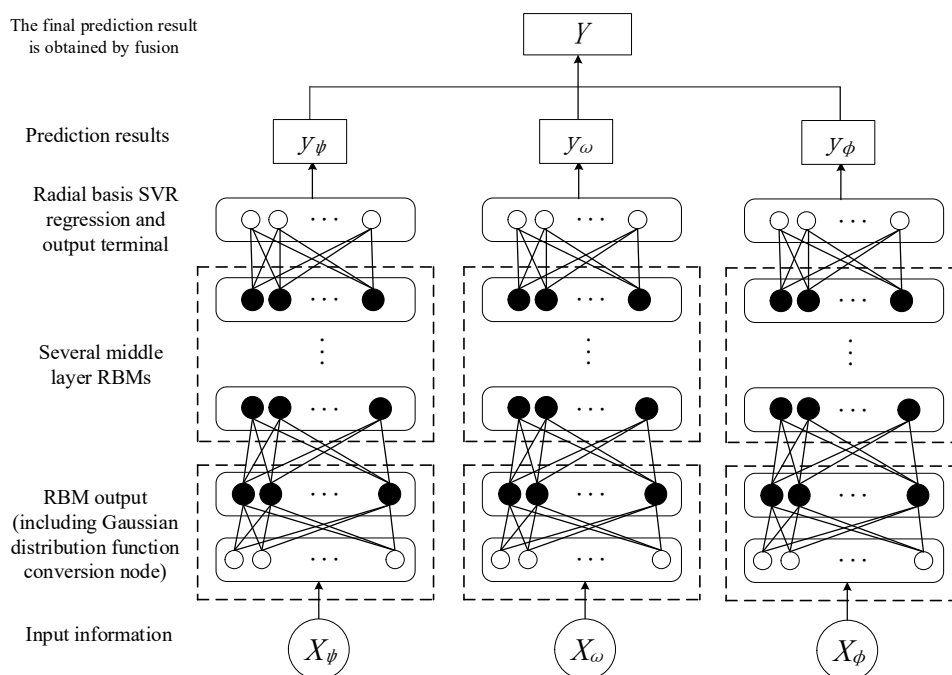 The final prediction result
is obtained by fusion
Y
Prediction results
yψ
yω
yϕ
Radial basis SVR
regression and
output terminal
...
...
...
...
...
...
Several middle
layer RBMs
⋮
⋮
⋮
...
...
...
RBM output
(including Gaussian
distribution function
conversion node)
...
...
...
...
...
...
Input information
Xψ
Xω
Xϕ